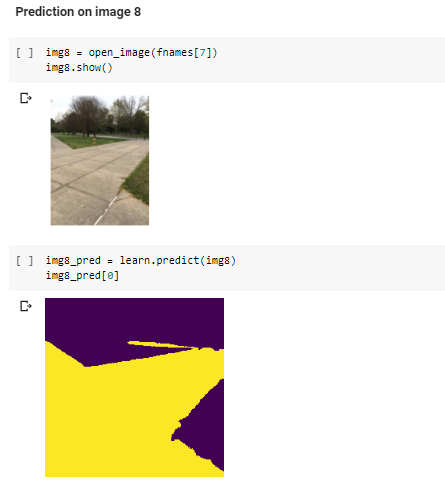 Prediction on image 8
[ ] img8 = open_image(fnames[7])
img8.show()
[ ] img8_pred = learn.predict(img8)
img8_pred[0]